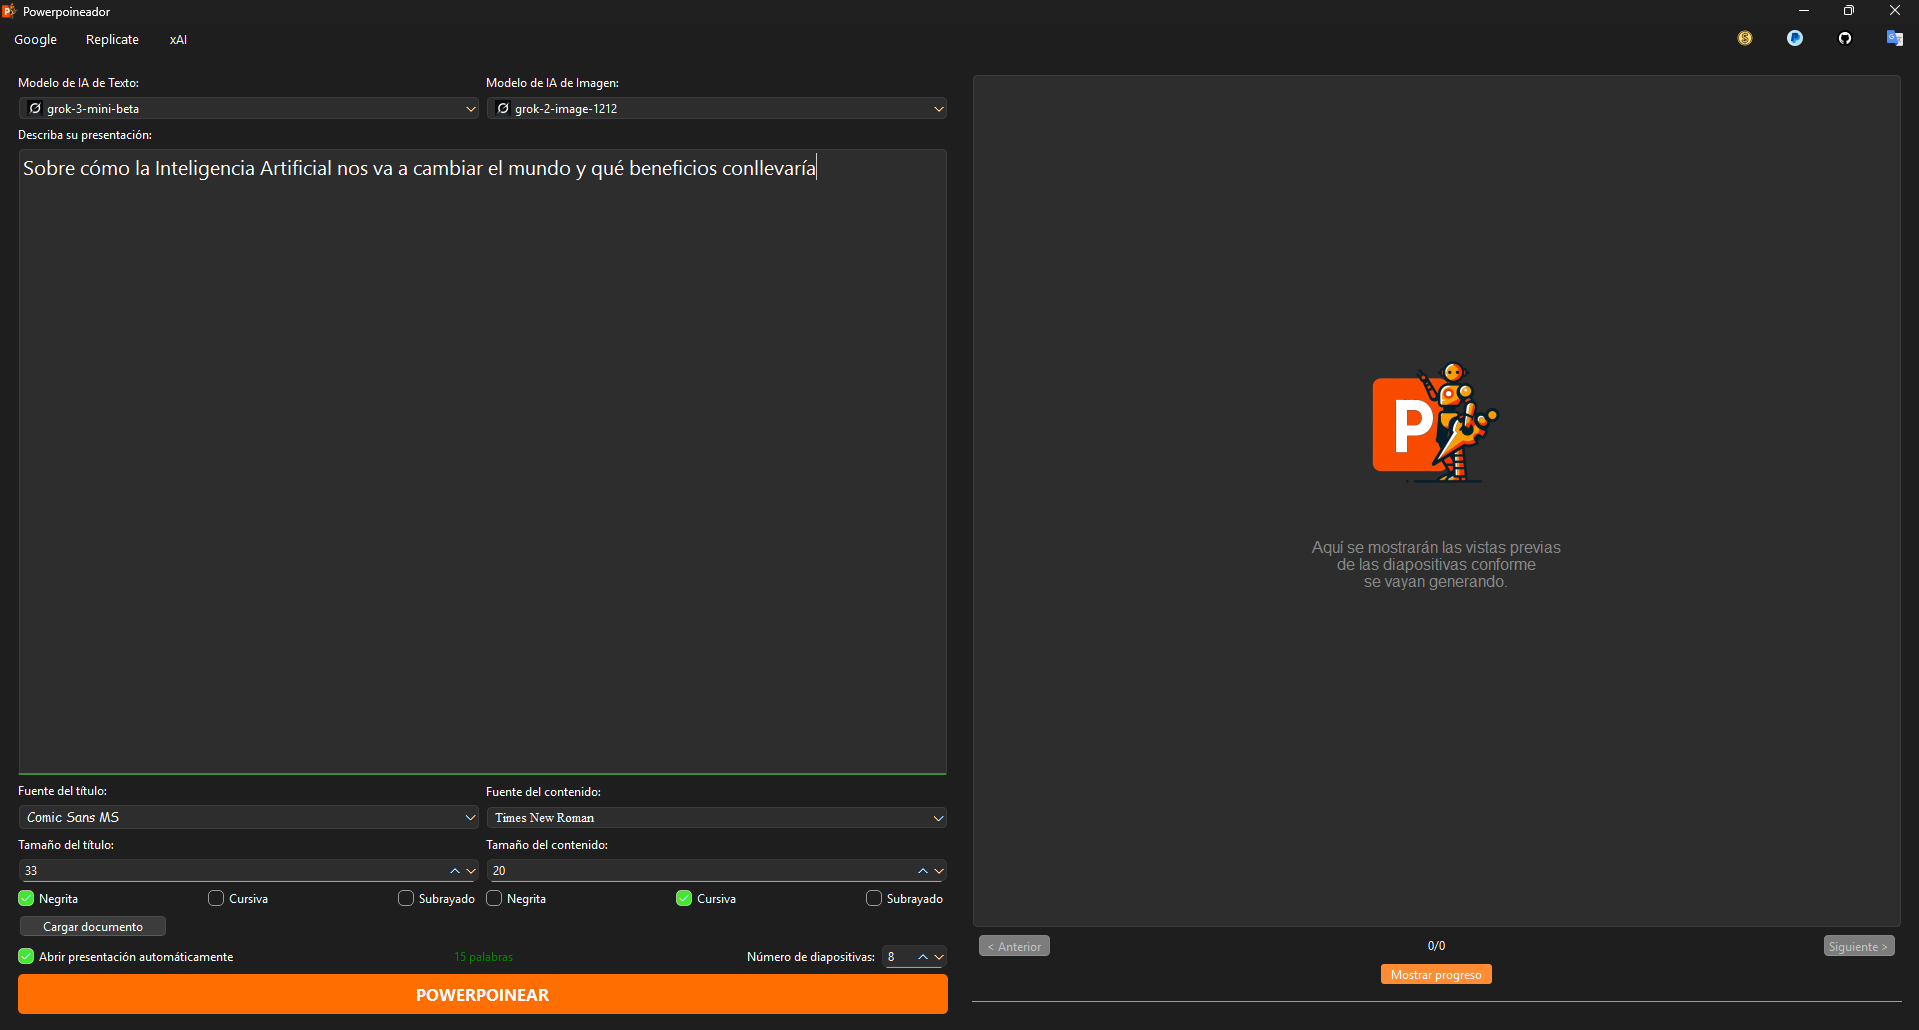 Powerpoineador
Google Replicate xAI
Modelo de IA de Texto: Modelo de IA de Imagen:
grok-3-mini-beta grok-2-image-1212
Describa su presentación:
Sobre cómo la Inteligencia Artificial nos va a cambiar el mundo y qué beneficios conllevaría
Fuente del título: Fuente del contenido:
Comic Sans MS Times New Roman
Tamaño del título: Tamaño del contenido:
33 20
Negrita Cursiva Subrayado Negrita Cursiva Subrayado
Cargar documento
Abrir presentación automáticamente 15 palabras Número de diapositivas: 8
POWERPOINEAR
P
Aquí se mostrarán las vistas previas
de las diapositivas conforme
se vayan generando.
< Anterior 0/0 Siguiente >
Mostrar progreso